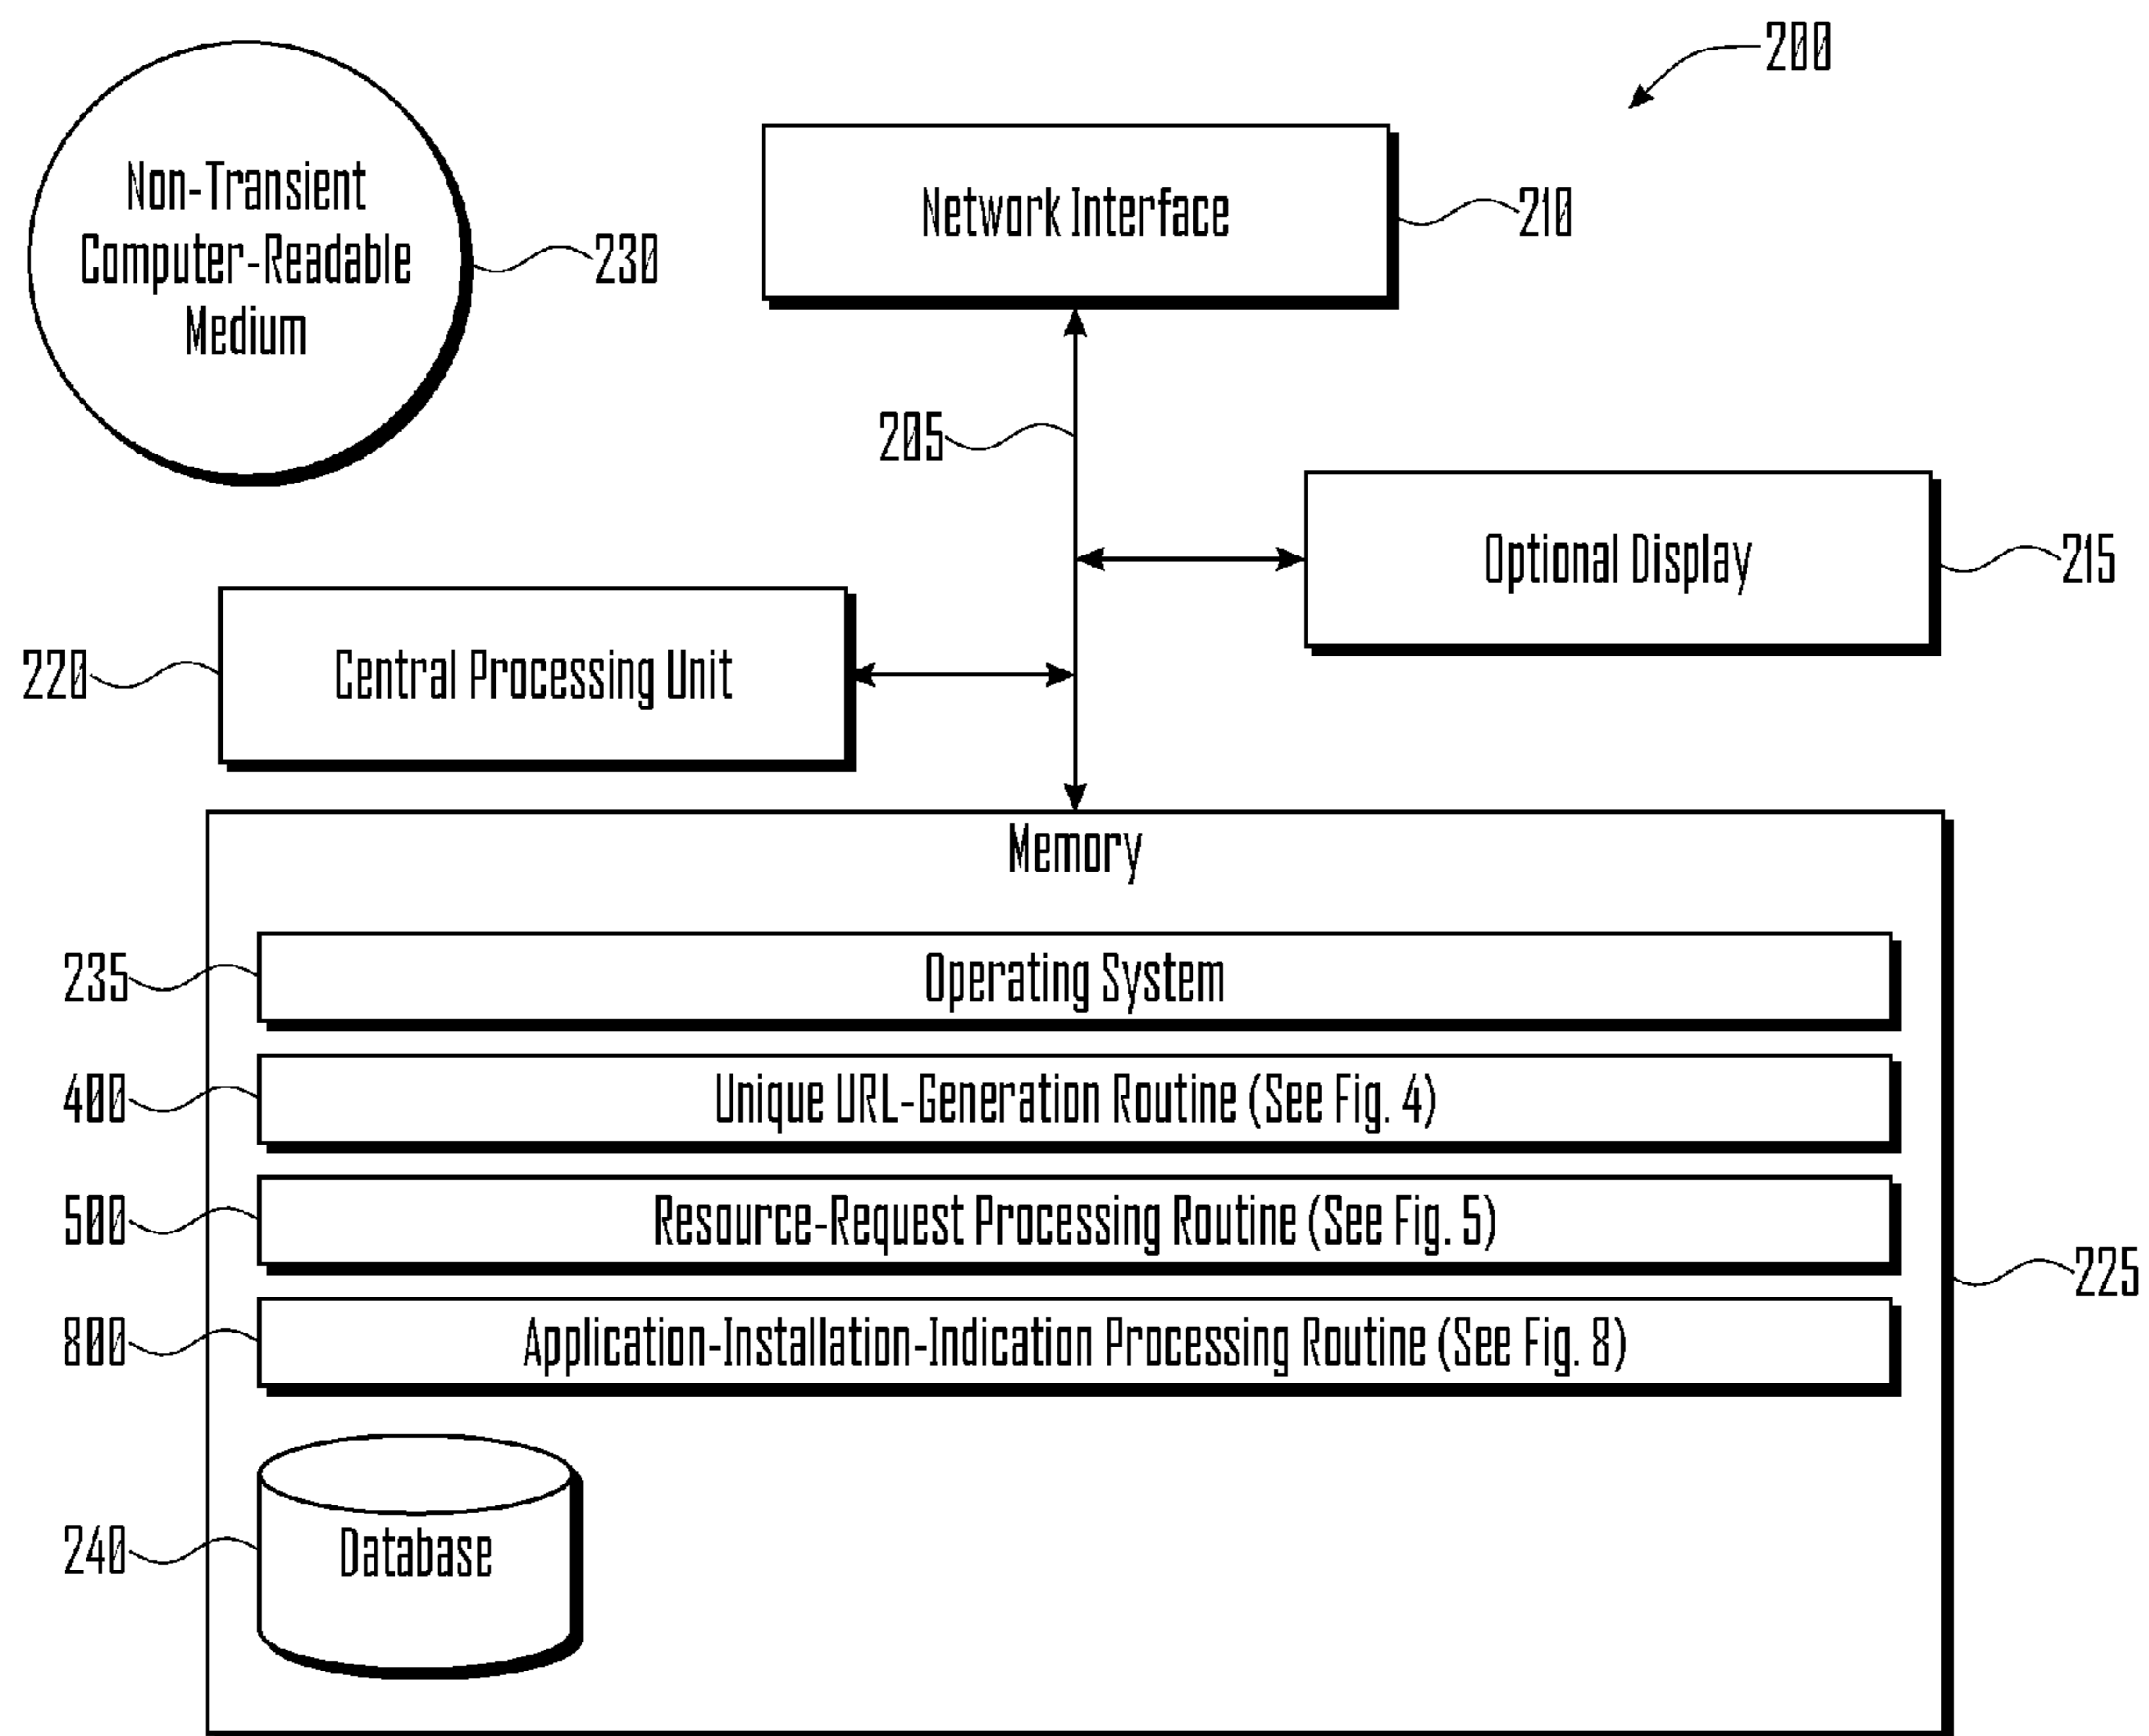 200
Non-Transient
Computer-Readable
Medium
230
Network Interface
210
205
Optional Display
215
220
Central Processing Unit
Memory
235
Operating System
400
Unique URL-Generation Routine (See Fig. 4)
500
Resource-Request Processing Routine (See Fig. 5)
225
800
Application-Installation-Indication Processing Routine (See Fig. 8)
240
Database